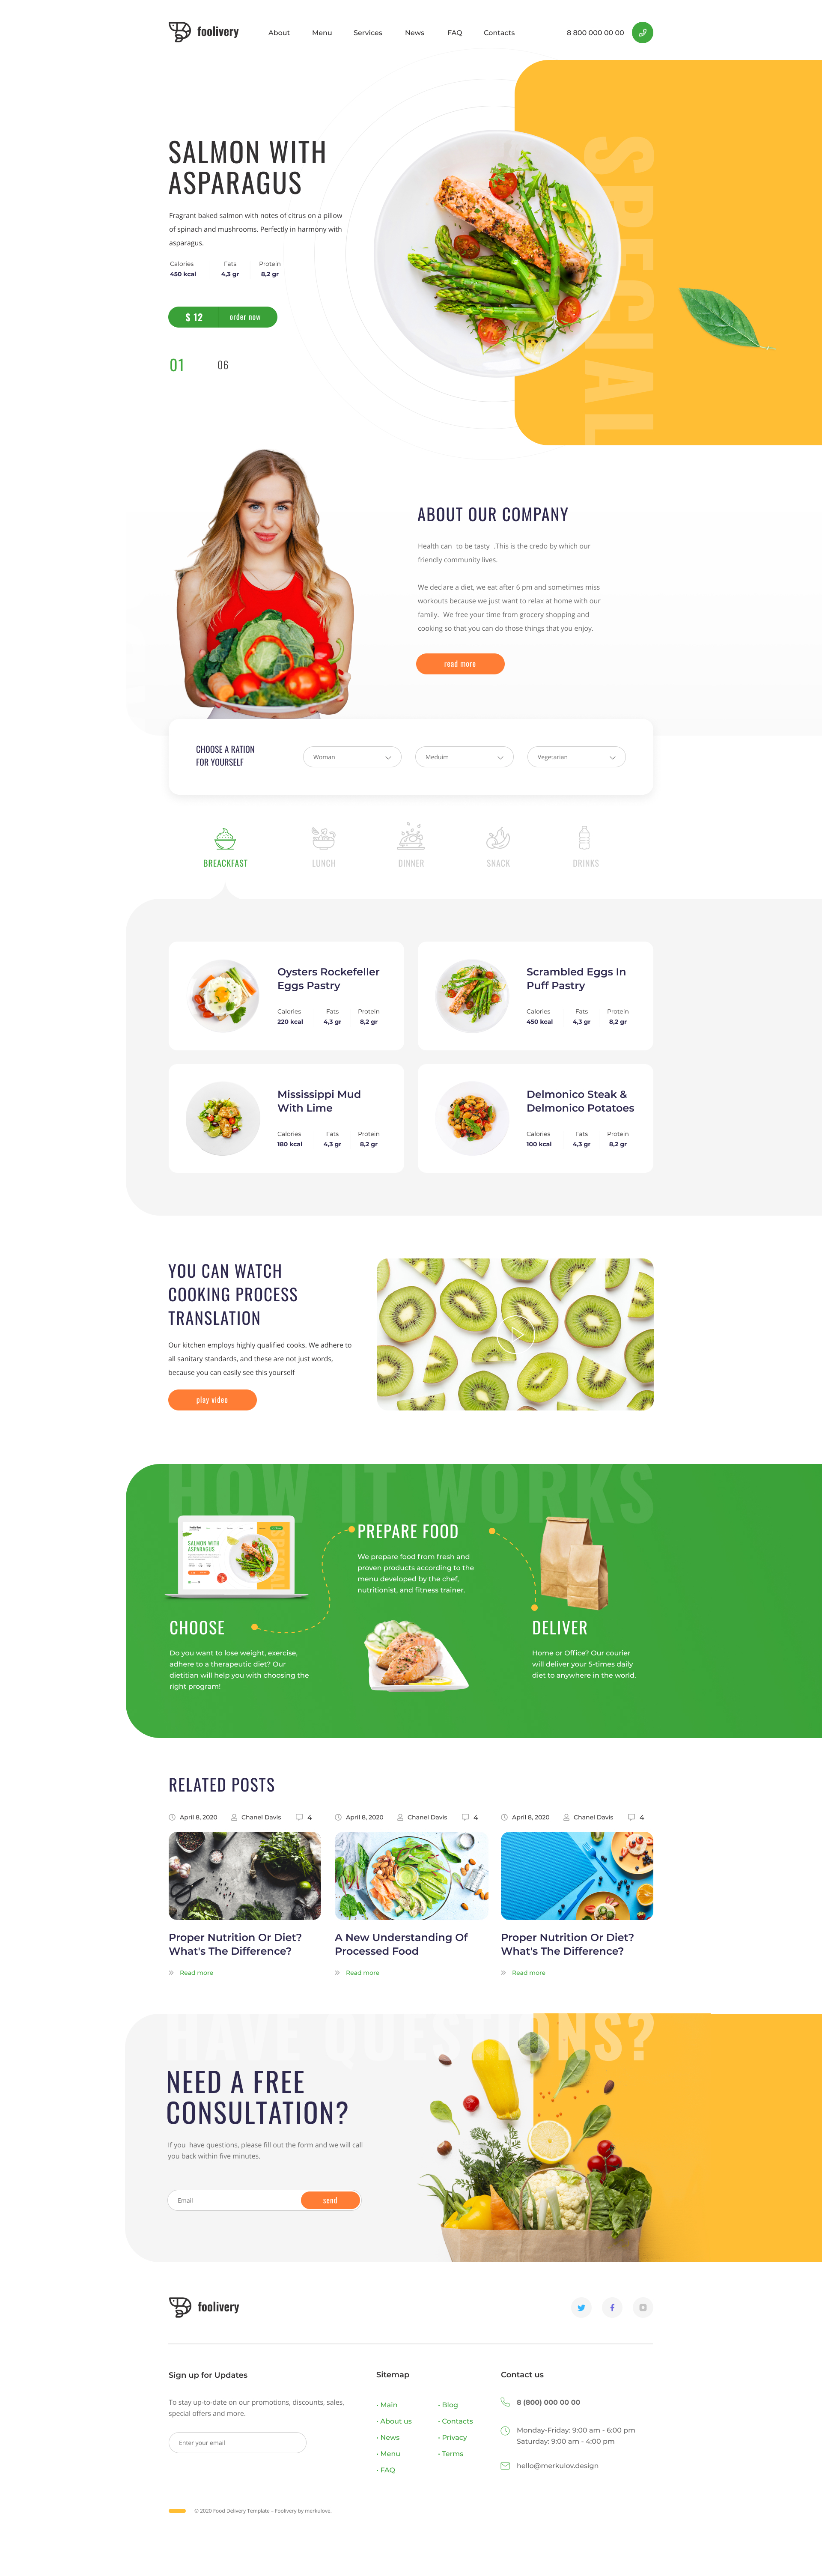 foolivery
About Menu Services News FAQ Contacts
8 800 000 00 00
SPECIAL
SALMON WITH
ASPARAGUS
Fragrant baked salmon with notes of citrus on a pillow
of spinach and mushrooms. Perfectly in harmony with
asparagus.
Calories Fats Protein
450 kcal 4,3 gr 8,2 gr
$ 12 order now
01 06
ABOUT OUR COMPANY
Health can to be tasty .This is the credo by which our
friendly community lives.
We declare a diet, we eat after 6 pm and sometimes miss
workouts because we just want to relax at home with our
family. We free your time from grocery shopping and
cooking so that you can do those things that you enjoy.
read more
CHOOSE A RATION
FOR YOURSELF
Woman Meduim Vegetarian
BREACKFAST LUNCH DINNER SNACK DRINKS
Oysters Rockefeller
Eggs Pastry
Calories Fats Protein
220 kcal 4,3 gr 8,2 gr
Scrambled Eggs In
Puff Pastry
Calories Fats Protein
450 kcal 4,3 gr 8,2 gr
Mississippi Mud
With Lime
Calories Fats Protein
180 kcal 4,3 gr 8,2 gr
Delmonico Steak &
Delmonico Potatoes
Calories Fats Protein
100 kcal 4,3 gr 8,2 gr
YOU CAN WATCH
COOKING PROCESS
TRANSLATION
Our kitchen employs highly qualified cooks. We adhere to
all sanitary standards, and these are not just words,
because you can easily see this yourself
play video
HOW IT WORKS
SALMON WITH
ASPARAGUS
CHOOSE
Do you want to lose weight, exercise,
adhere to a therapeutic diet? Our
dietitian will help you with choosing the
right program!
PREPARE FOOD
We prepare food from fresh and
proven products according to the
menu developed by the chef,
nutritionist, and fitness trainer.
DELIVER
Home or Office? Our courier
will deliver your 5-times daily
diet to anywhere in the world.
RELATED POSTS
April 8, 2020 Chanel Davis 4
Proper Nutrition Or Diet?
What's The Difference?
Read more
April 8, 2020 Chanel Davis 4
A New Understanding Of
Processed Food
Read more
April 8, 2020 Chanel Davis 4
Proper Nutrition Or Diet?
What's The Difference?
Read more
HAVE QUESTIONS?
NEED A FREE
CONSULTATION?
If you have questions, please fill out the form and we will call
you back within five minutes.
Email send
foolivery
Sign up for Updates
To stay up-to-date on our promotions, discounts, sales,
special offers and more.
Enter your email
Sitemap
• Main
• About us
• News
• Menu
• FAQ
• Blog
• Contacts
• Privacy
• Terms
Contact us
8 (800) 000 00 00
Monday-Friday: 9:00 am - 6:00 pm
Saturday: 9:00 am - 4:00 pm
hello@merkulov.design
© 2020 Food Delivery Template – Foolivery by merkulove.